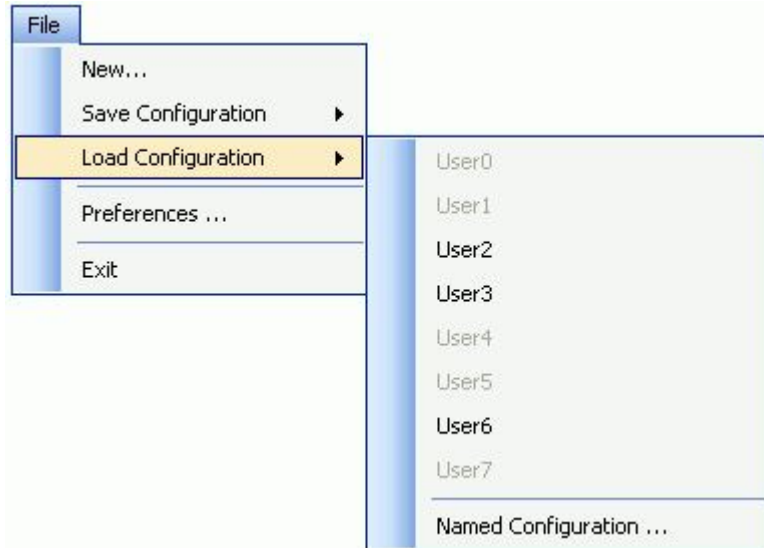 File
New...
Save Configuration
Load Configuration
Preferences ...
Exit
User0
User1
User2
User3
User4
User5
User6
User7
Named Configuration ...